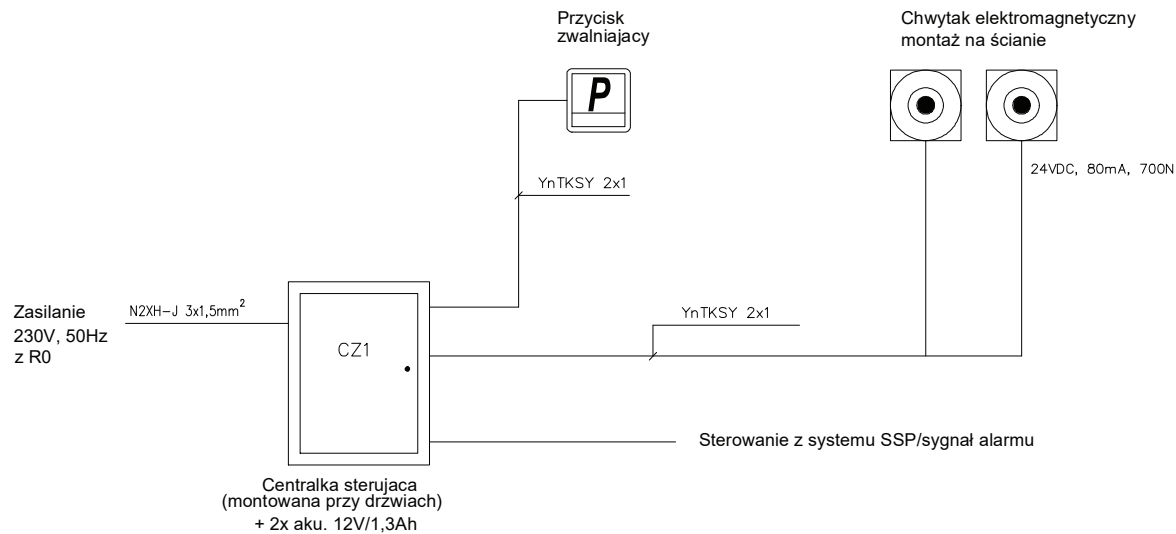 Przycisk
zwalniajacy
Chwytak elektromagnetyczny
montaż na ścianie
P
24VDC, 80mA, 700N
YnTKSY 2x1
Zasilanie
230V, 50Hz
z R0
N2XH-J 3x1,5mm²
YnTKSY 2x1
CZ1
Sterowanie z systemu SSP/sygnał alarmu
Centralka sterujaca
(montowana przy drzwiach)
+ 2x aku. 12V/1,3Ah